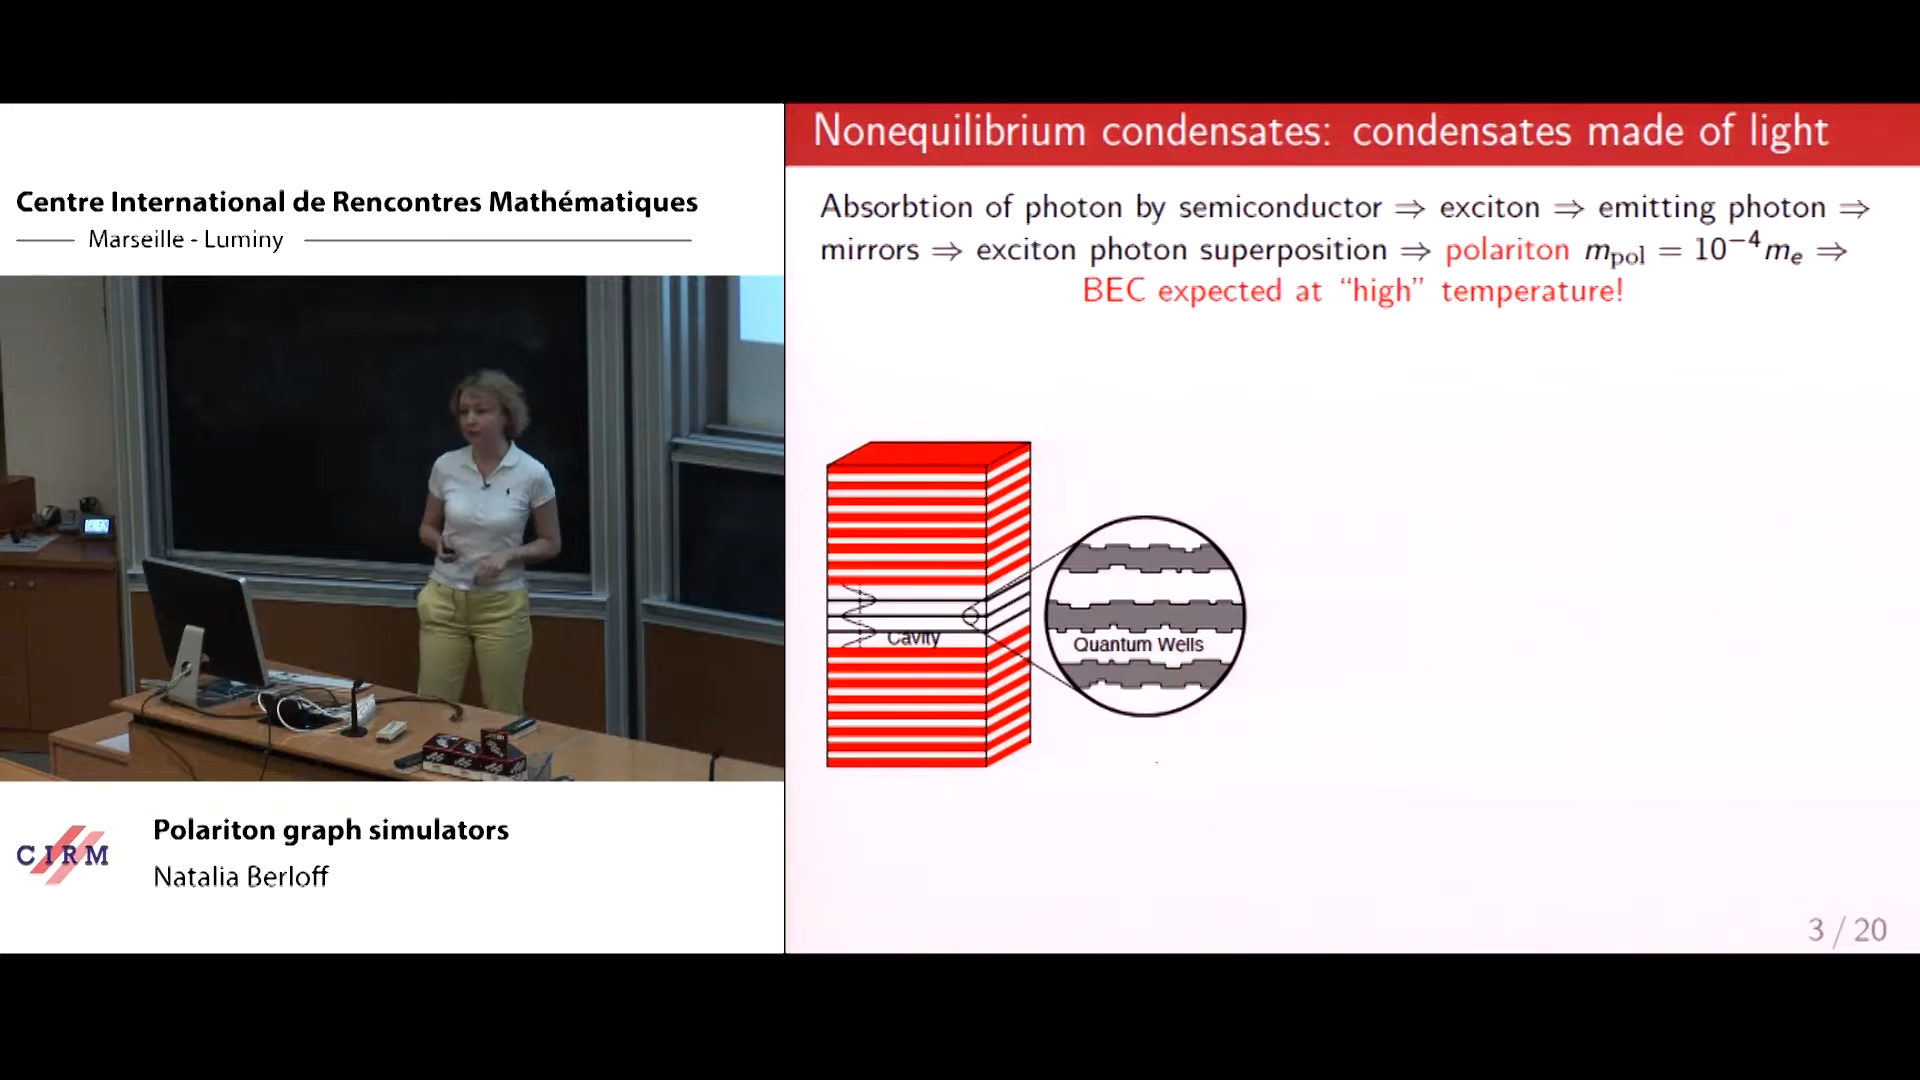 Centre International de Rencontres Mathématiques
Marseille - Luminy
CIRM
Polariton graph simulators
Natalia Berloff
Nonequilibrium condensates: condensates made of light
Absorbtion of photon by semiconductor ⇒ exciton ⇒ emitting photon ⇒
mirrors ⇒ exciton photon superposition ⇒ polariton m_pol = 10⁻⁴mₑ ⇒
BEC expected at “high” temperature!
Cavity
Quantum Wells
3 / 20